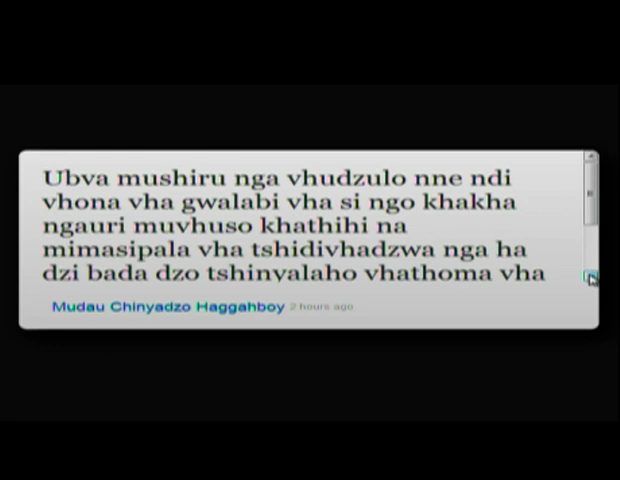 Ubva mushiru nga vhudzulo nne ndi
vhona vha gwalabi vha si ngo khakha
ngauri muvhuso khathihi na
mimasipala vha tshidivhadzwa nga ha
dzi bada dzo tshinyalaho vhathoma vha
Mudau Chinyadzo Haggahboy 2 hours ago